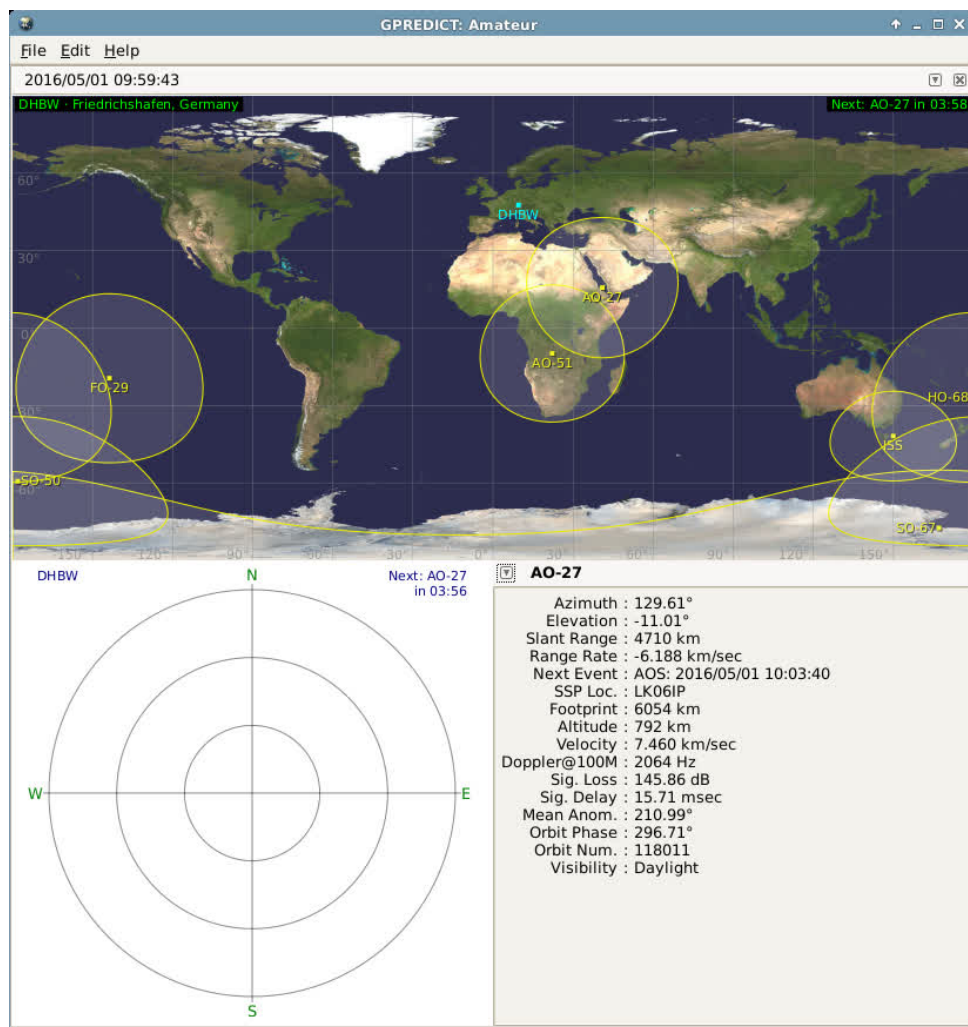 GPREDICT: Amateur
File Edit Help
2016/05/01 09:59:43
DHBW · Friedrichshafen, Germany
Next: AO-27 in 03:58
60°
DHBW
30°
AO-27
0°
AO-51
FO-29
HO-68
-30°
ISS
SO-50
-60°
SO-67
-150° -120° -90° -60° -30° 0° 30° 60° 90° 120° 150°
DHBW
N
Next: AO-27
in 03:56
W
E
S
AO-27
Azimuth : 129.61°
Elevation : -11.01°
Slant Range : 4710 km
Range Rate : -6.188 km/sec
Next Event : AOS: 2016/05/01 10:03:40
SSP Loc. : LK06IP
Footprint : 6054 km
Altitude : 792 km
Velocity : 7.460 km/sec
Doppler@100M : 2064 Hz
Sig. Loss : 145.86 dB
Sig. Delay : 15.71 msec
Mean Anom. : 210.99°
Orbit Phase : 296.71°
Orbit Num. : 118011
Visibility : Daylight